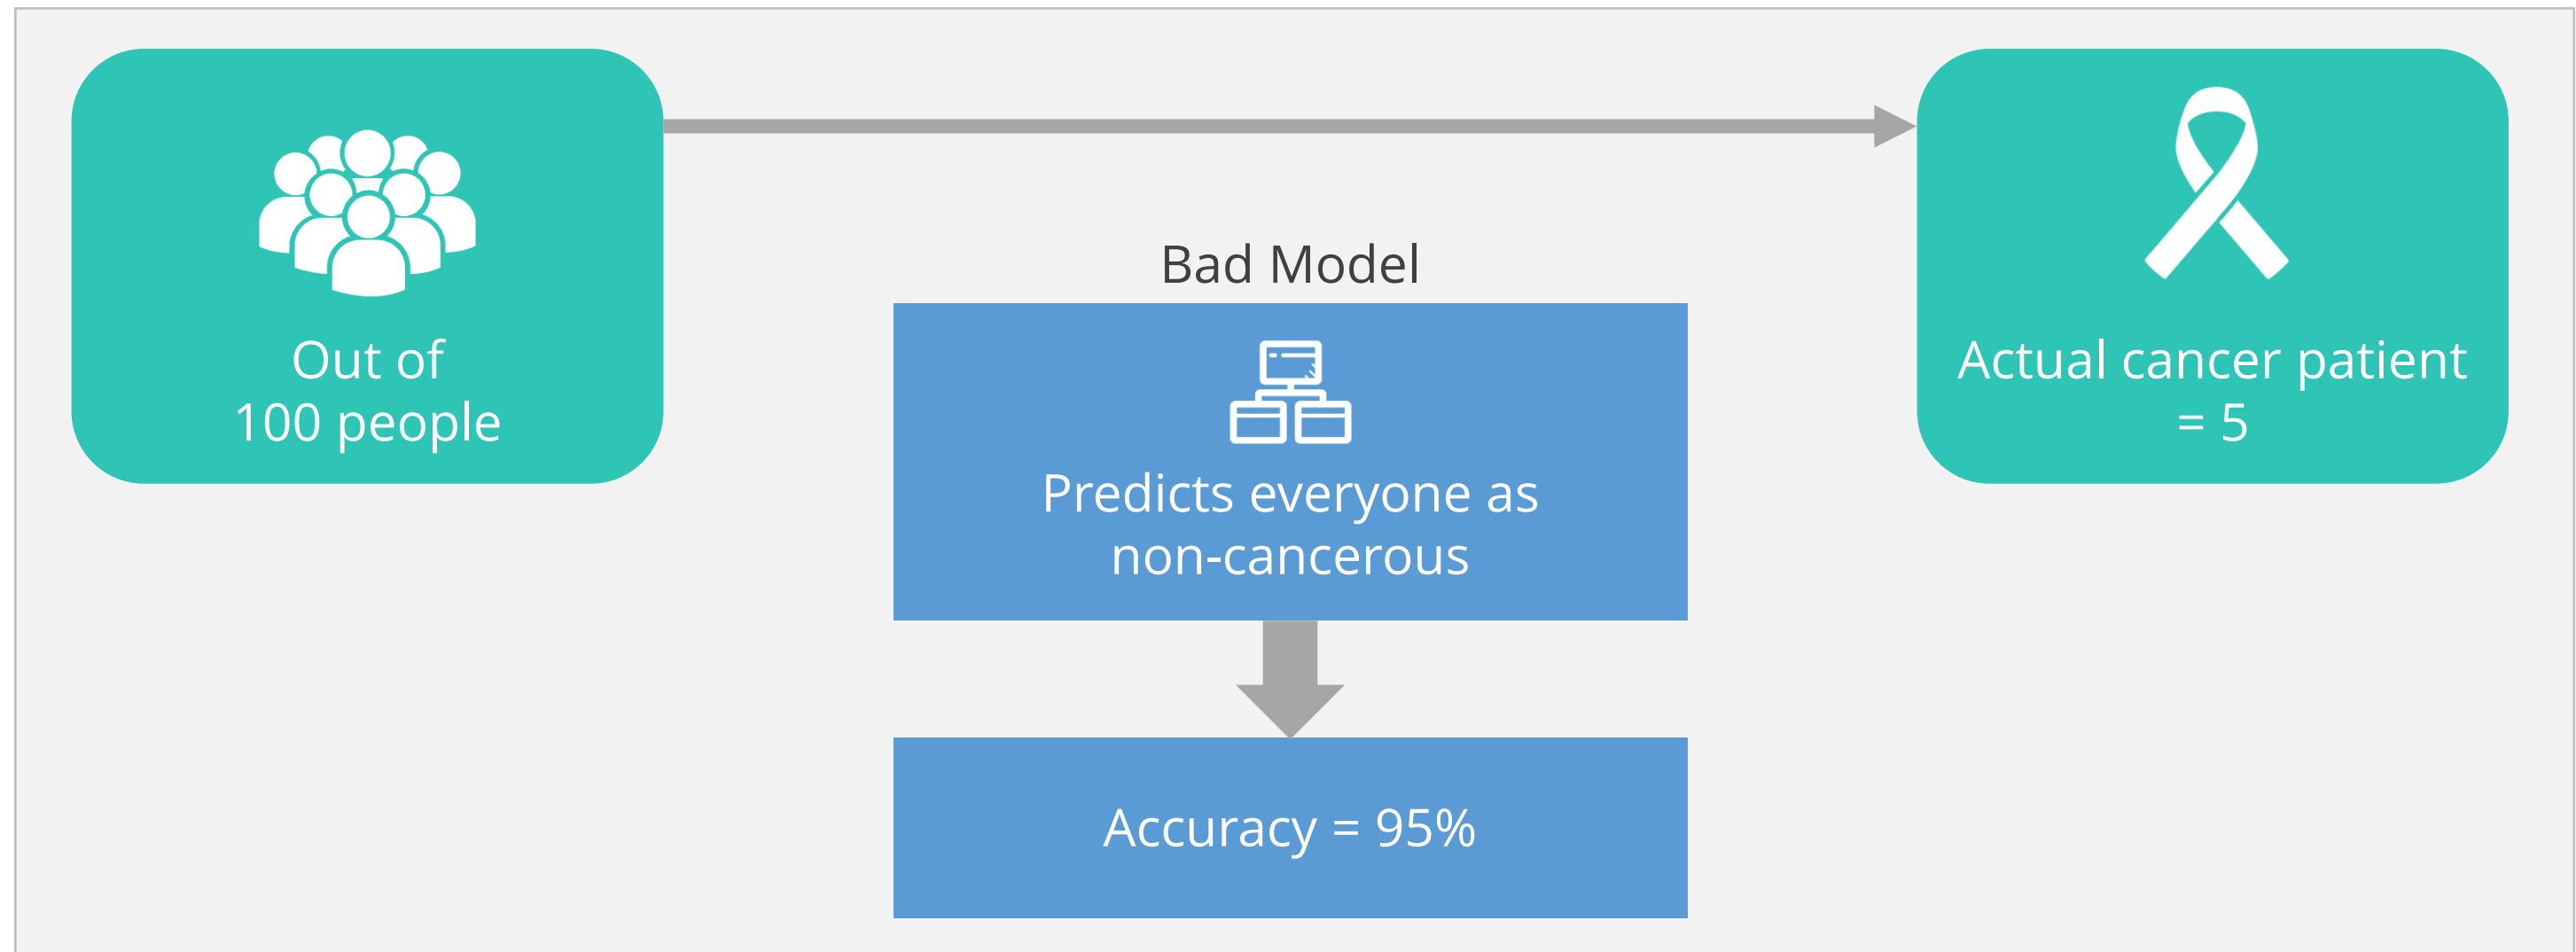 Out of
100 people
Bad Model
Predicts everyone as
non-cancerous
Accuracy = 95%
Actual cancer patient
= 5